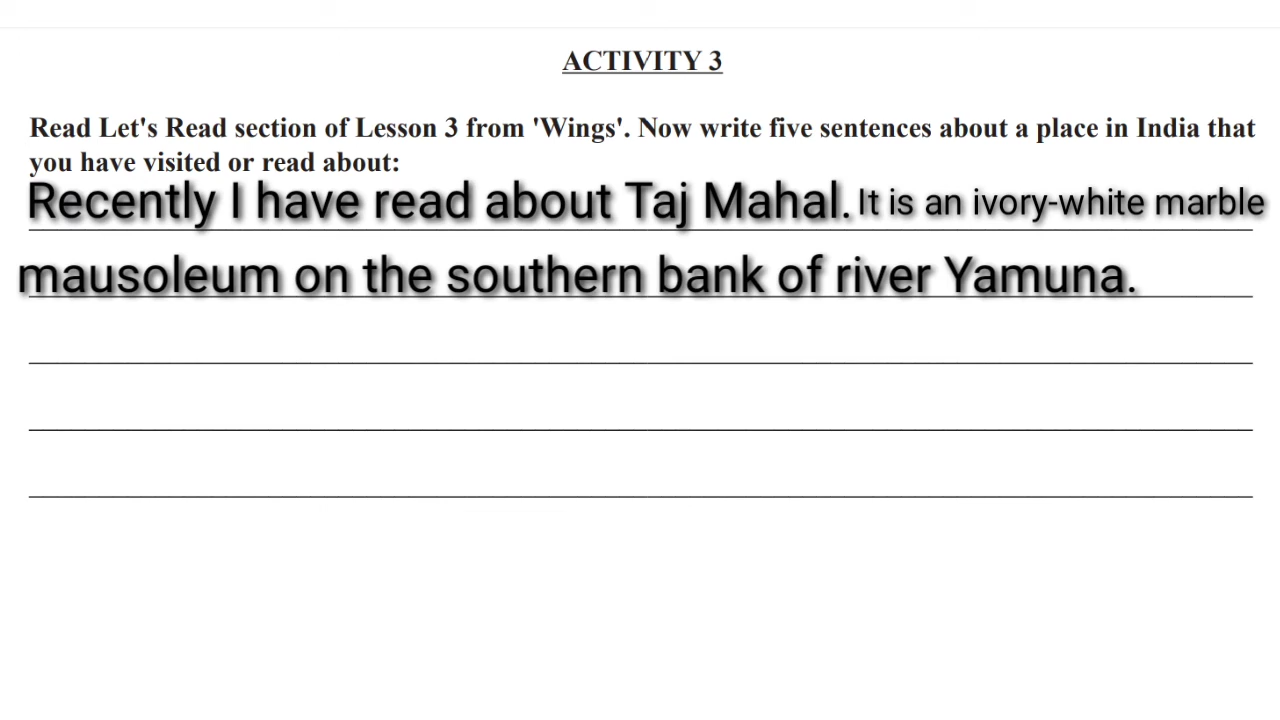 ACTIVITY 3
Read Let's Read section of Lesson 3 from 'Wings'. Now write five sentences about a place in India that
you have visited or read about:
Recently I have read about Taj Mahal. It is an ivory-white marble
mausoleum on the southern bank of river Yamuna.